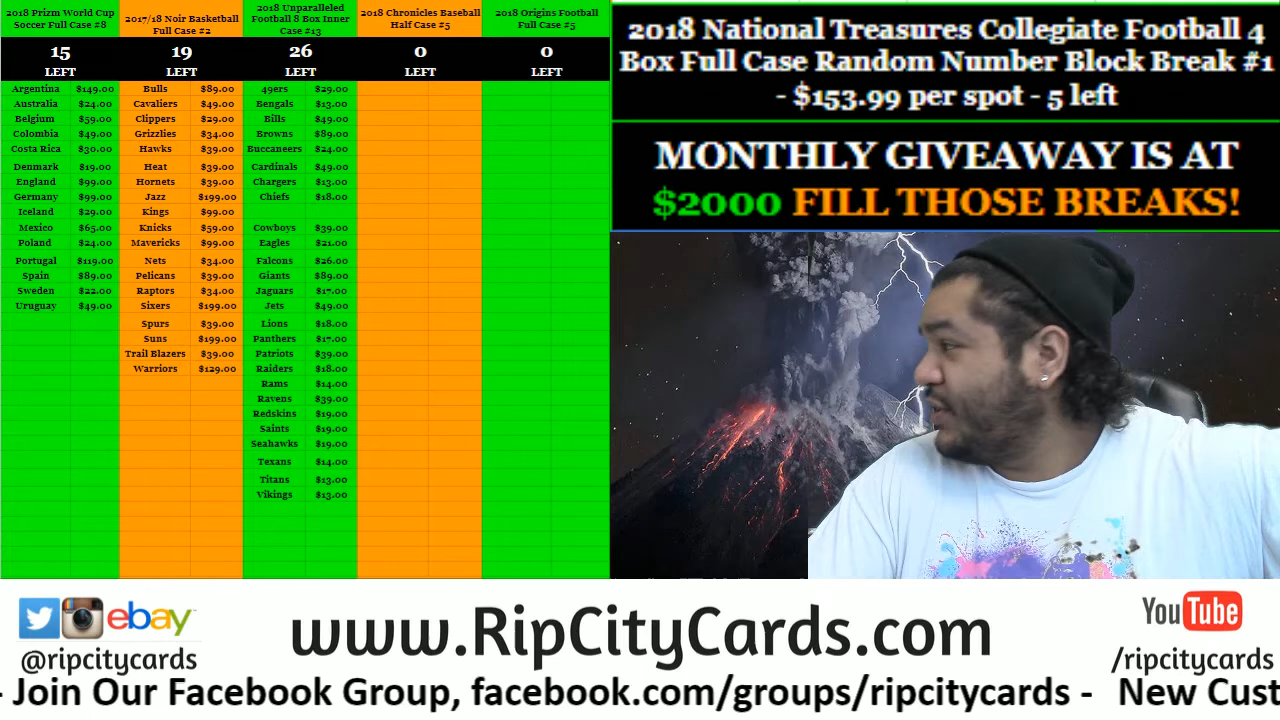 2018 Prizm World Cup
Soccer Full Case #8
15
LEFT
Argentina $149.00
Australia $24.00
Belgium $59.00
Colombia $49.00
Costa Rica $30.00
Denmark $19.00
England $99.00
Germany $99.00
Iceland $29.00
Mexico $65.00
Poland $24.00
Portugal $119.00
Spain $89.00
Sweden $22.00
Uruguay $49.00
2017/18 Noir Basketball
Full Case #2
19
LEFT
Bulls $89.00
Cavaliers $49.00
Clippers $29.00
Grizzlies $34.00
Hawks $39.00
Heat $39.00
Hornets $39.00
Jazz $199.00
Kings $99.00
Knicks $59.00
Mavericks $99.00
Nets $34.00
Pelicans $39.00
Raptors $34.00
Sixers $199.00
Spurs $39.00
Suns $199.00
Trail Blazers $39.00
Warriors $129.00
2018 Unparalleled
Football 8 Box Inner
Case #13
26
LEFT
49ers $29.00
Bengals $13.00
Bills $49.00
Browns $89.00
Buccaneers $24.00
Cardinals $49.00
Chargers $13.00
Chiefs $18.00
Cowboys $39.00
Eagles $21.00
Falcons $26.00
Giants $89.00
Jaguars $17.00
Jets $49.00
Lions $18.00
Panthers $17.00
Patriots $39.00
Raiders $18.00
Rams $14.00
Ravens $39.00
Redskins $19.00
Saints $19.00
Seahawks $19.00
Texans $14.00
Titans $13.00
Vikings $13.00
2018 Chronicles Baseball
Half Case #5
0
LEFT
2018 Origins Football
Full Case #5
0
LEFT
2018 National Treasures Collegiate Football 4
Box Full Case Random Number Block Break #1
- $153.99 per spot - 5 left
MONTHLY GIVEAWAY IS AT
$2000 FILL THOSE BREAKS!
ebay
@ripcitycards
www.RipCityCards.com
YouTube
/ripcitycards
- Join Our Facebook Group, facebook.com/groups/ripcitycards - New Cust